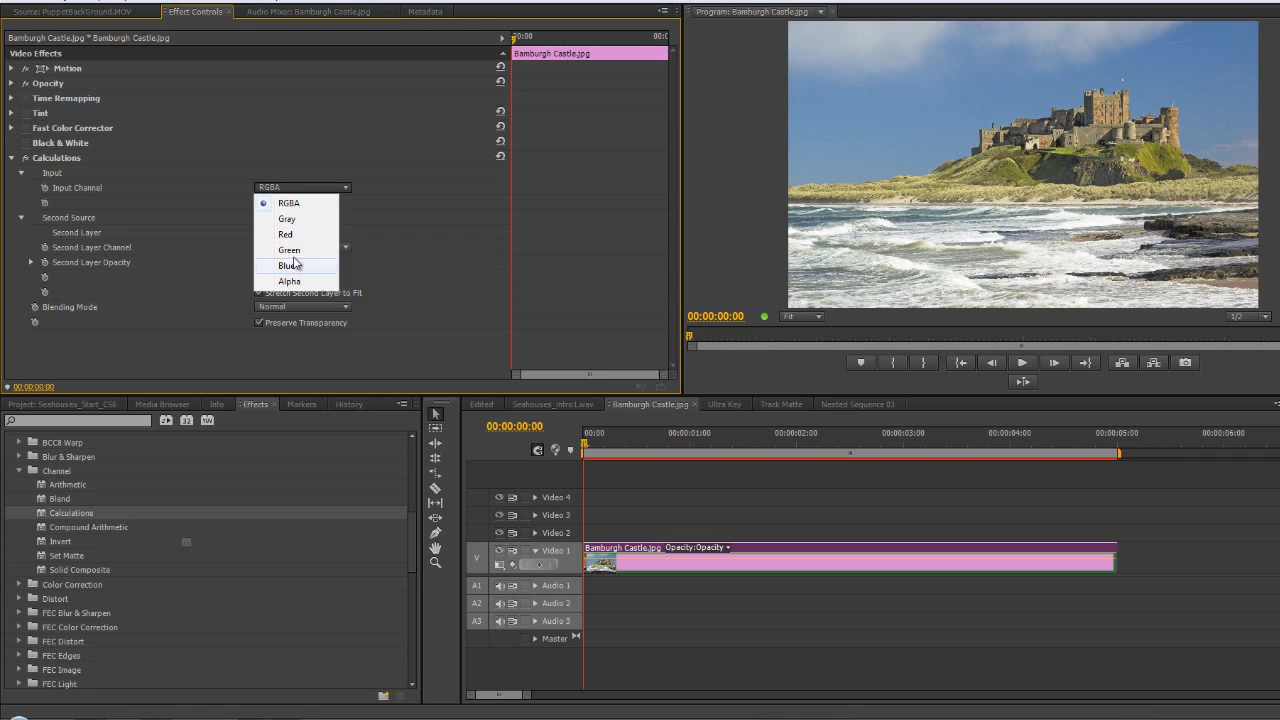 Source: PuppetBackGround.MOV Effect Controls × Audio Mixer: Bamburgh Castle.jpg Metadata
Program: Bamburgh Castle.jpg
Bamburgh Castle.jpg * Bamburgh Castle.jpg
00:00 00:0
Video Effects
Bamburgh Castle.jpg
fx Motion
fx Opacity
Time Remapping
Tint
Fast Color Corrector
Black & White
fx Calculations
Input
Input Channel RGBA
RGBA
Gray
Red
Green
Blue
Alpha
Second Source
Second Layer
Second Layer Channel
Second Layer Opacity
Stretch Second Layer to Fit
Blending Mode Normal
Preserve Transparency
00:00:00:00
00:00:00:00 Fit 1/2
Project: Seahouses_Start_CS6 Media Browser Info Effects × Markers History
32 YUV
BCC8 Warp
Blur & Sharpen
Channel
Arithmetic
Blend
Calculations
Compound Arithmetic
Invert
Set Matte
Solid Composite
Color Correction
Distort
FEC Blur & Sharpen
FEC Color Correction
FEC Distort
FEC Edges
FEC Image
FEC Light
Edited Seahouses_Intro1.wav Bamburgh Castle.jpg × Ultra Key Track Matte Nested Sequence 03
00:00:00:00
00:00 00:00:01:00 00:00:02:00 00:00:03:00 00:00:04:00 00:00:05:00 00:00:06:00
Video 4
Video 3
Video 2
V Video 1
Bamburgh Castle.jpg Opacity:Opacity
A1 Audio 1
A2 Audio 2
A3 Audio 3
Master